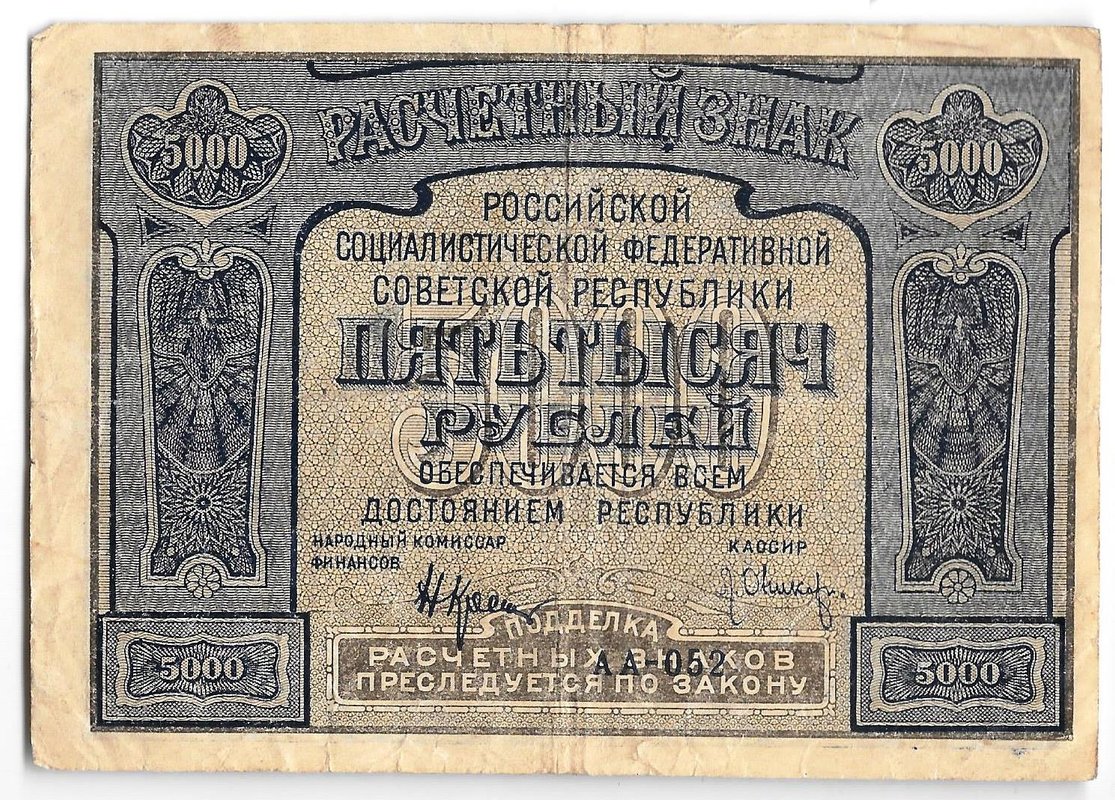 РАСЧЕТНЫЙ ЗНАК
5000 5000
РОССИЙСКОЙ
СОЦИАЛИСТИЧЕСКОЙ ФЕДЕРАТИВНОЙ
СОВЕТСКОЙ РЕСПУБЛИКИ
5000
ПЯТЬ ТЫСЯЧ
РУБЛЕЙ
ОБЕСПЕЧИВАЕТСЯ ВСЕМ
ДОСТОЯНИЕМ РЕСПУБЛИКИ
НАРОДНЫЙ КОМИССАР
ФИНАНСОВ
КАССИР
ПОДДЕЛКА
РАСЧЕТНЫХ ЗНАКОВ
АА-052
ПРЕСЛЕДУЕТСЯ ПО ЗАКОНУ
5000 5000